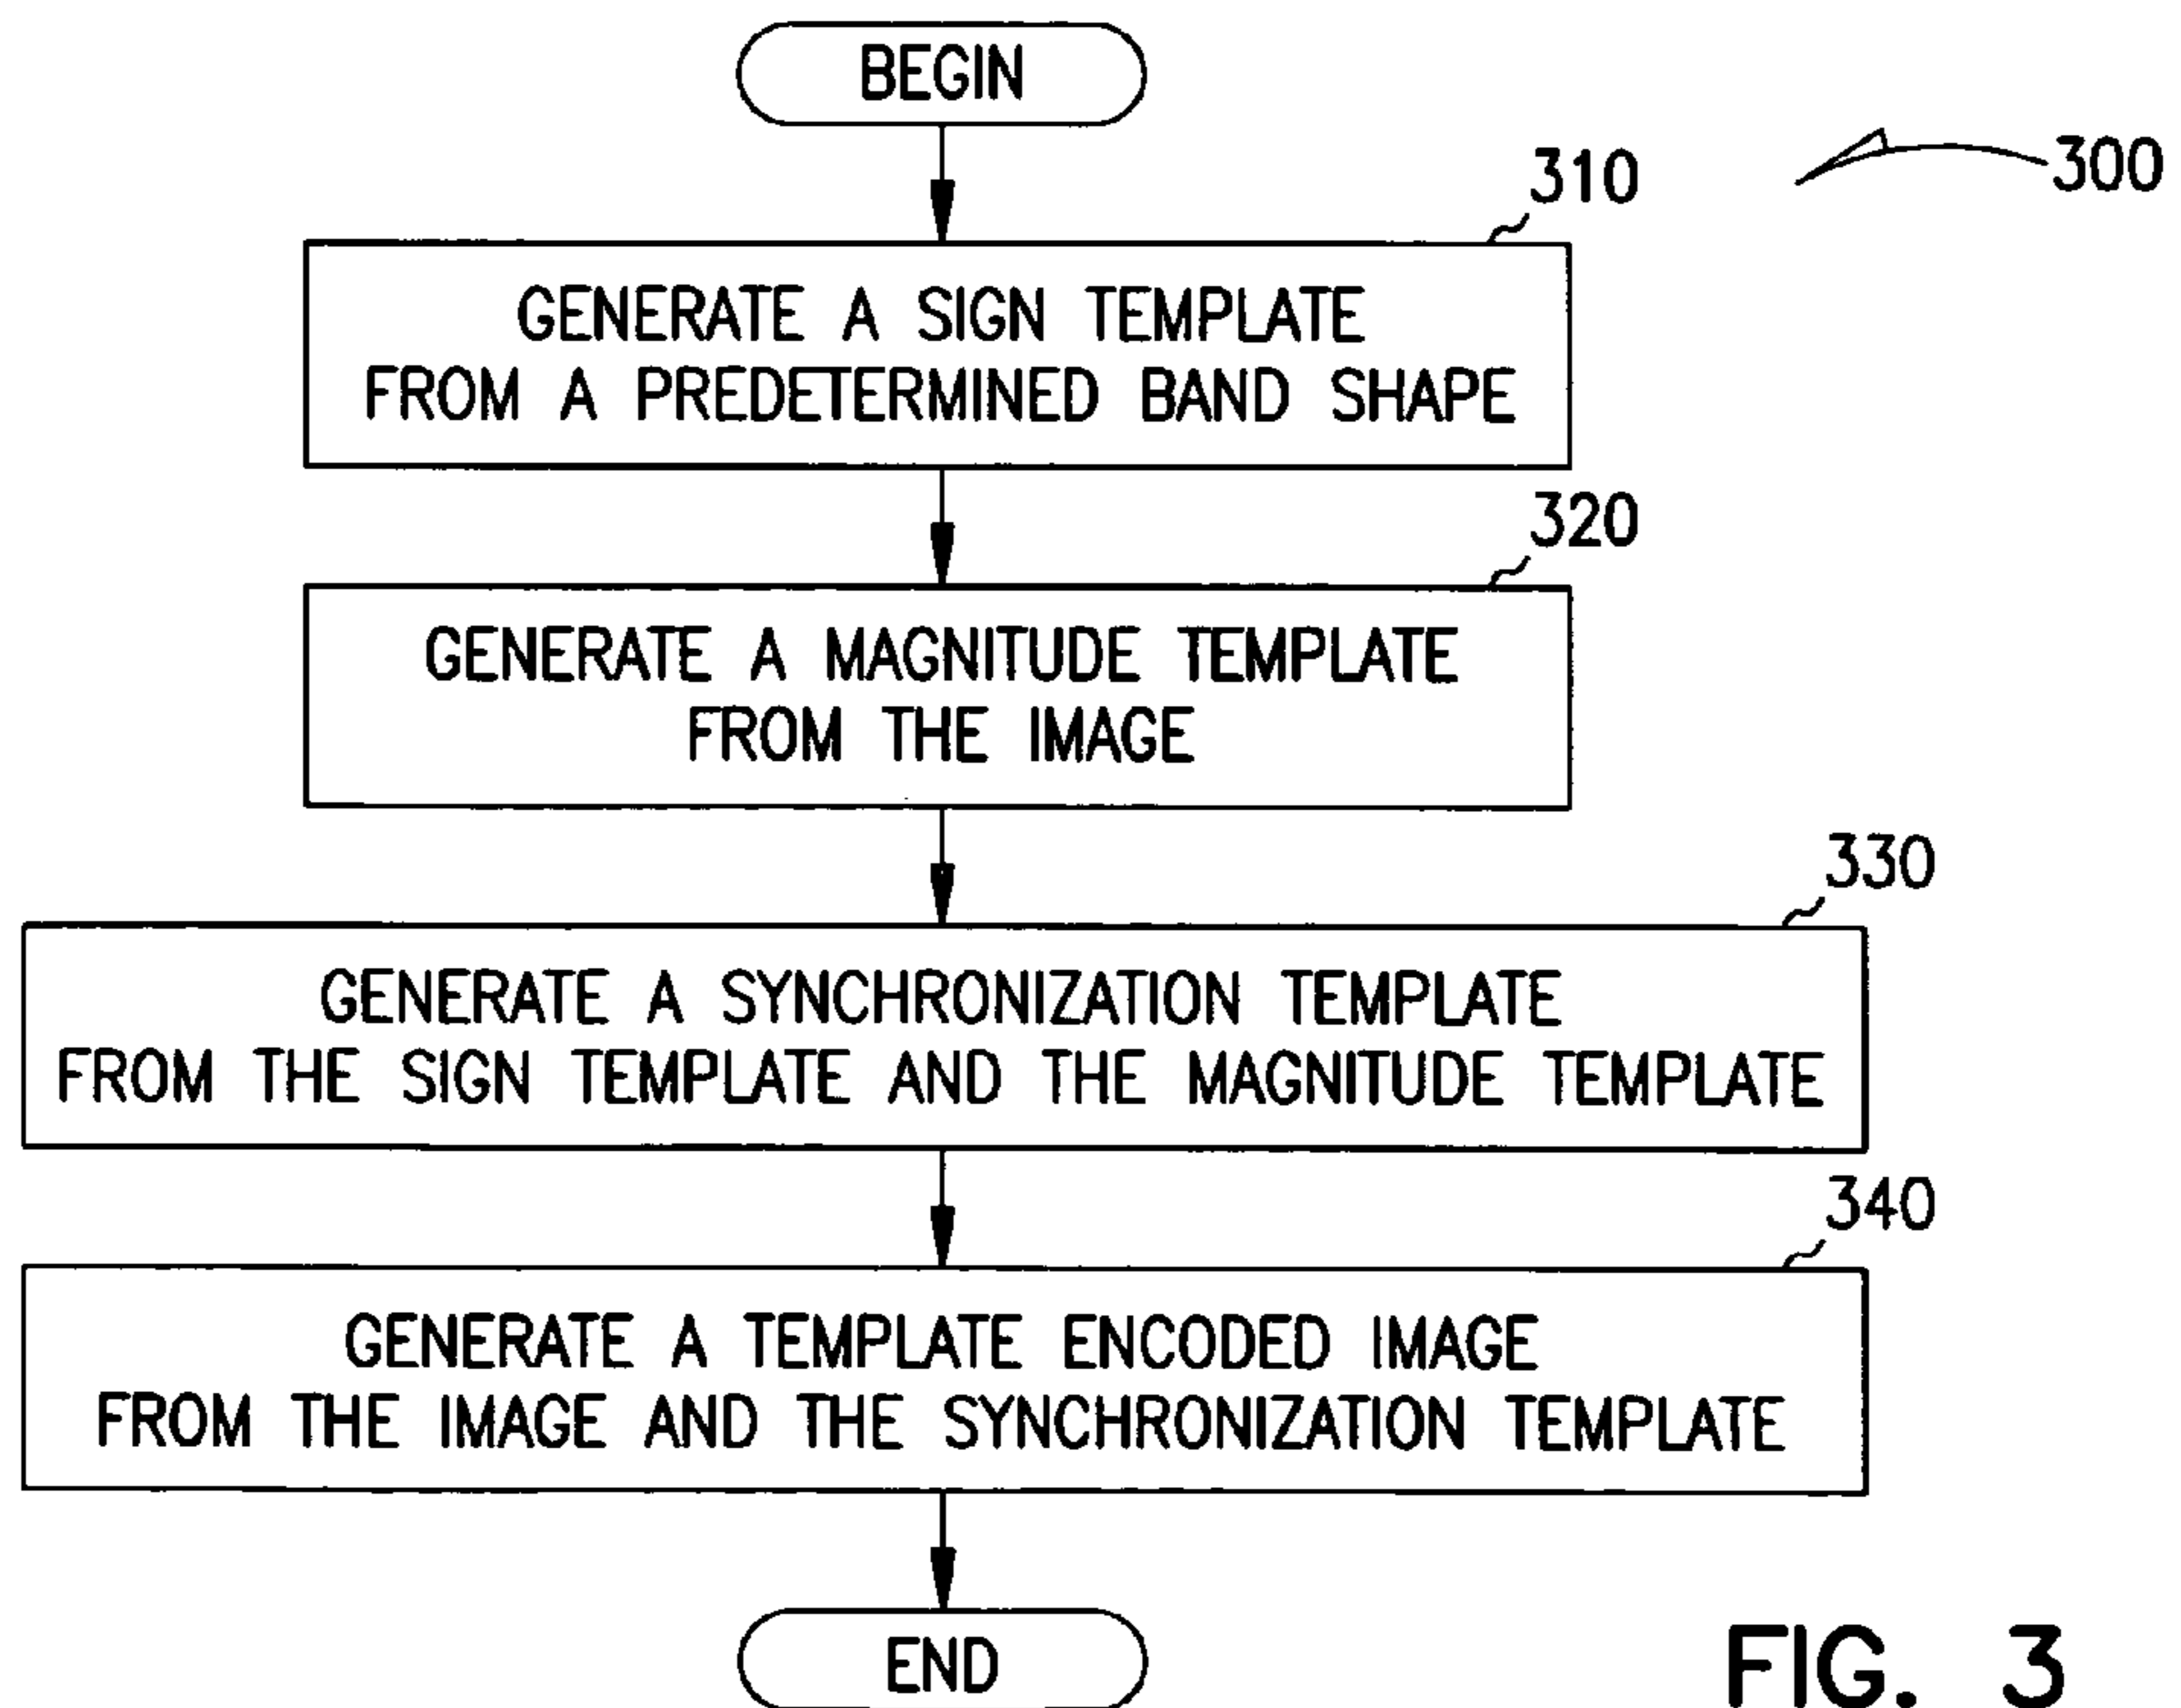 BEGIN
300
310
GENERATE A SIGN TEMPLATE
FROM A PREDETERMINED BAND SHAPE
320
GENERATE A MAGNITUDE TEMPLATE
FROM THE IMAGE
330
GENERATE A SYNCHRONIZATION TEMPLATE
FROM THE SIGN TEMPLATE AND THE MAGNITUDE TEMPLATE
340
GENERATE A TEMPLATE ENCODED IMAGE
FROM THE IMAGE AND THE SYNCHRONIZATION TEMPLATE
END
FIG. 3